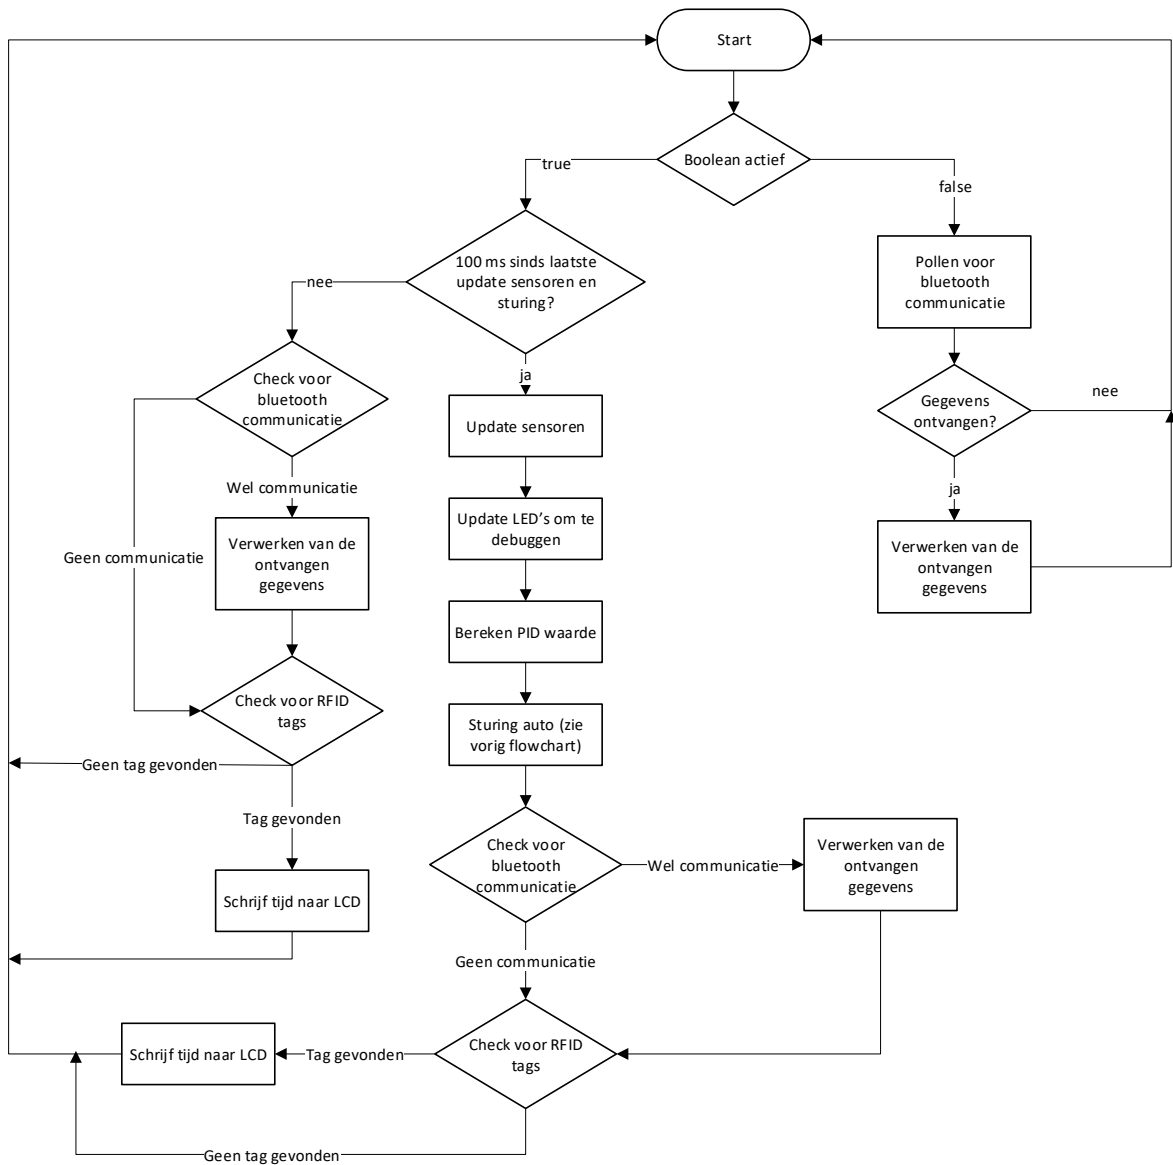 Start
Boolean actief
true
false
100 ms sinds laatste
update sensoren en
sturing?
Pollen voor
bluetooth
communicatie
nee
ja
Check voor
bluetooth
communicatie
Update sensoren
Gegevens
ontvangen?
nee
ja
Wel communicatie
Geen communicatie
Verwerken van de
ontvangen
gegevens
Update LED's om te
debuggen
Verwerken van de
ontvangen
gegevens
Bereken PID waarde
Check voor RFID
tags
Sturing auto (zie
vorig flowchart)
Geen tag gevonden
Tag gevonden
Check voor
bluetooth
communicatie
Wel communicatie
Verwerken van de
ontvangen
gegevens
Schrijf tijd naar LCD
Geen communicatie
Schrijf tijd naar LCD
Tag gevonden
Check voor RFID
tags
Geen tag gevonden